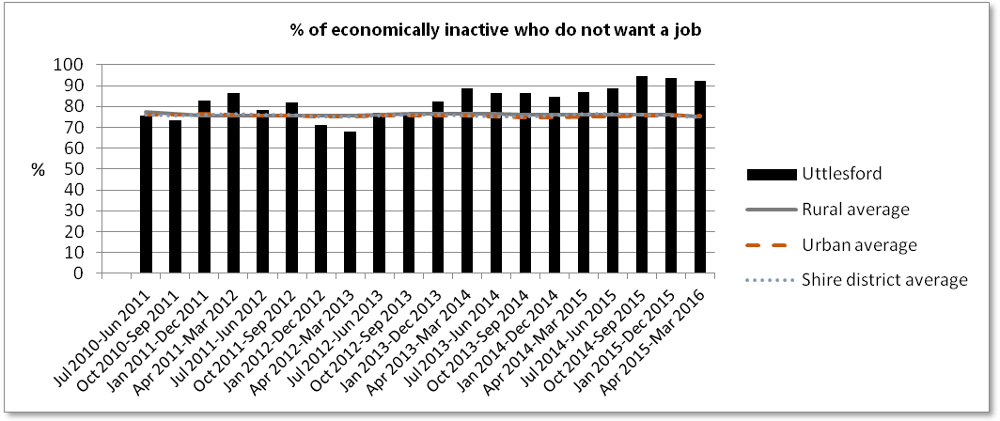 % of economically inactive who do not want a job
100
90
80
70
60
50
40
30
20
10
0
%
Jul 2010-Jun 2011
Oct 2010-Sep 2011
Jan 2011-Dec 2011
Apr 2011-Mar 2012
Jul 2011-Jun 2012
Oct 2011-Sep 2012
Jan 2012-Dec 2012
Apr 2012-Mar 2013
Jul 2012-Jun 2013
Oct 2012-Sep 2013
Jan 2013-Dec 2013
Apr 2013-Mar 2014
Jul 2013-Jun 2014
Oct 2013-Sep 2014
Jan 2014-Dec 2014
Apr 2014-Mar 2015
Jul 2014-Jun 2015
Oct 2014-Sep 2015
Jan 2015-Dec 2015
Apr 2015-Mar 2016
Uttlesford
Rural average
Urban average
Shire district average